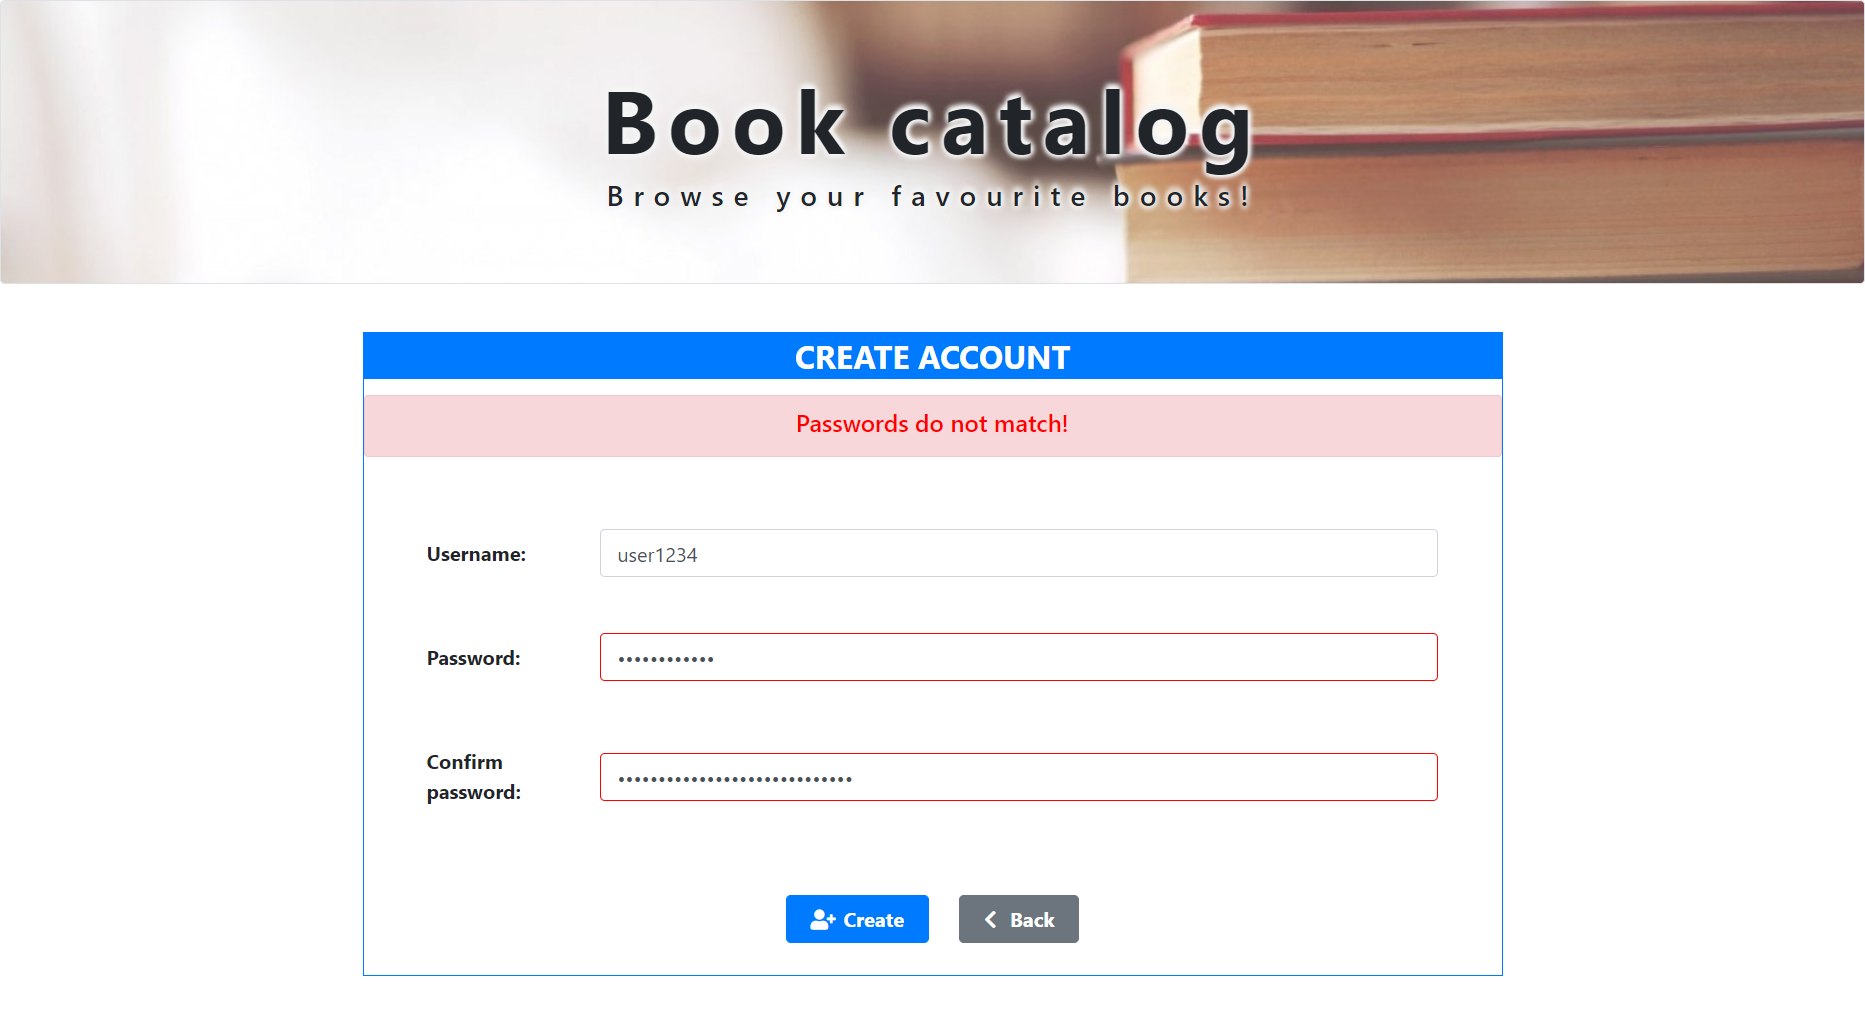 Book catalog
Browse your favourite books!
CREATE ACCOUNT
Passwords do not match!
Username:
user1234
Password:
••••••••••••
Confirm
password:
•••••••••••••••••••••••••••••
Create
Back